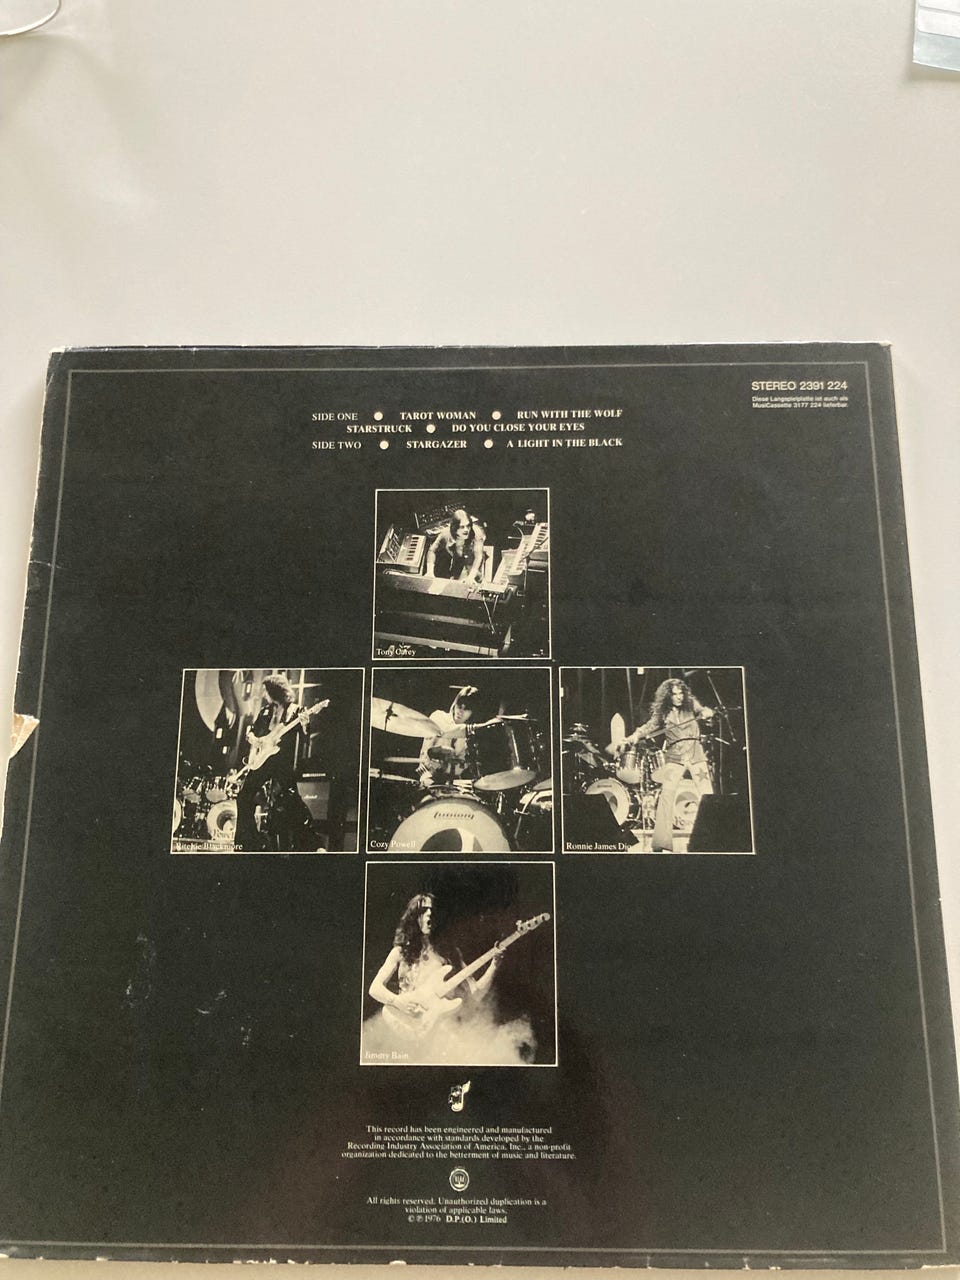 STEREO 2391 224
Diese Langspielplatte ist auch als
MusiCassette 3177 224 lieferbar.
SIDE ONE ● TAROT WOMAN ● RUN WITH THE WOLF
STARSTRUCK ● DO YOU CLOSE YOUR EYES
SIDE TWO ● STARGAZER ● A LIGHT IN THE BLACK
Tony Carey
Ludwig
Powell
Ritchie Blackmore
Cozy Powell
Ronnie James Dio
Jimmy Bain
This record has been engineered and manufactured
in accordance with standards developed by the
Recording Industry Association of America, Inc., a non-profit
organization dedicated to the betterment of music and literature.
All rights reserved. Unauthorized duplication is a
violation of applicable laws.
© ℗ 1976 D.P.(O.) Limited